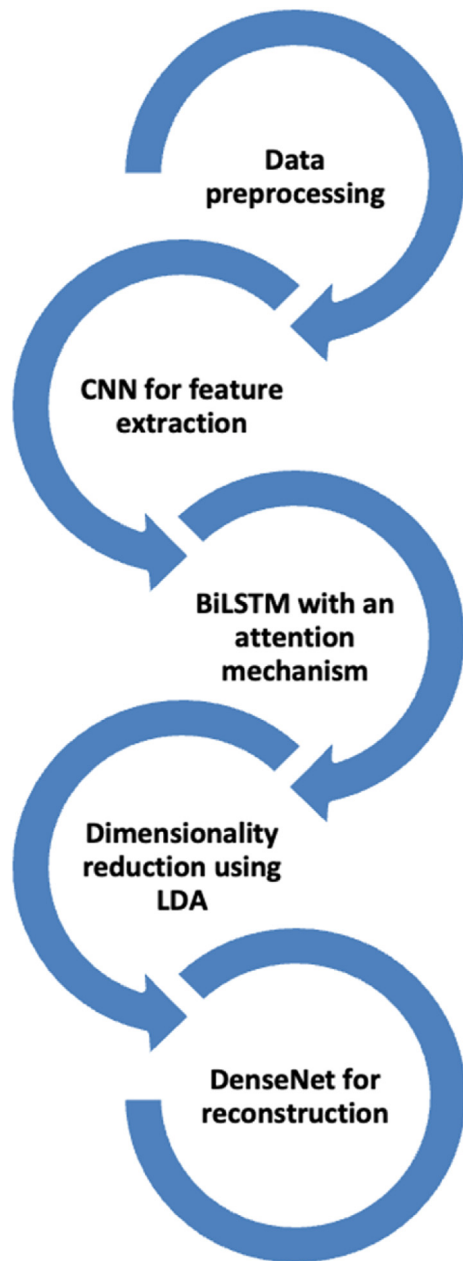 Data
preprocessing
CNN for feature
extraction
BiLSTM with an
attention
mechanism
Dimensionality
reduction using
LDA
DenseNet for
reconstruction